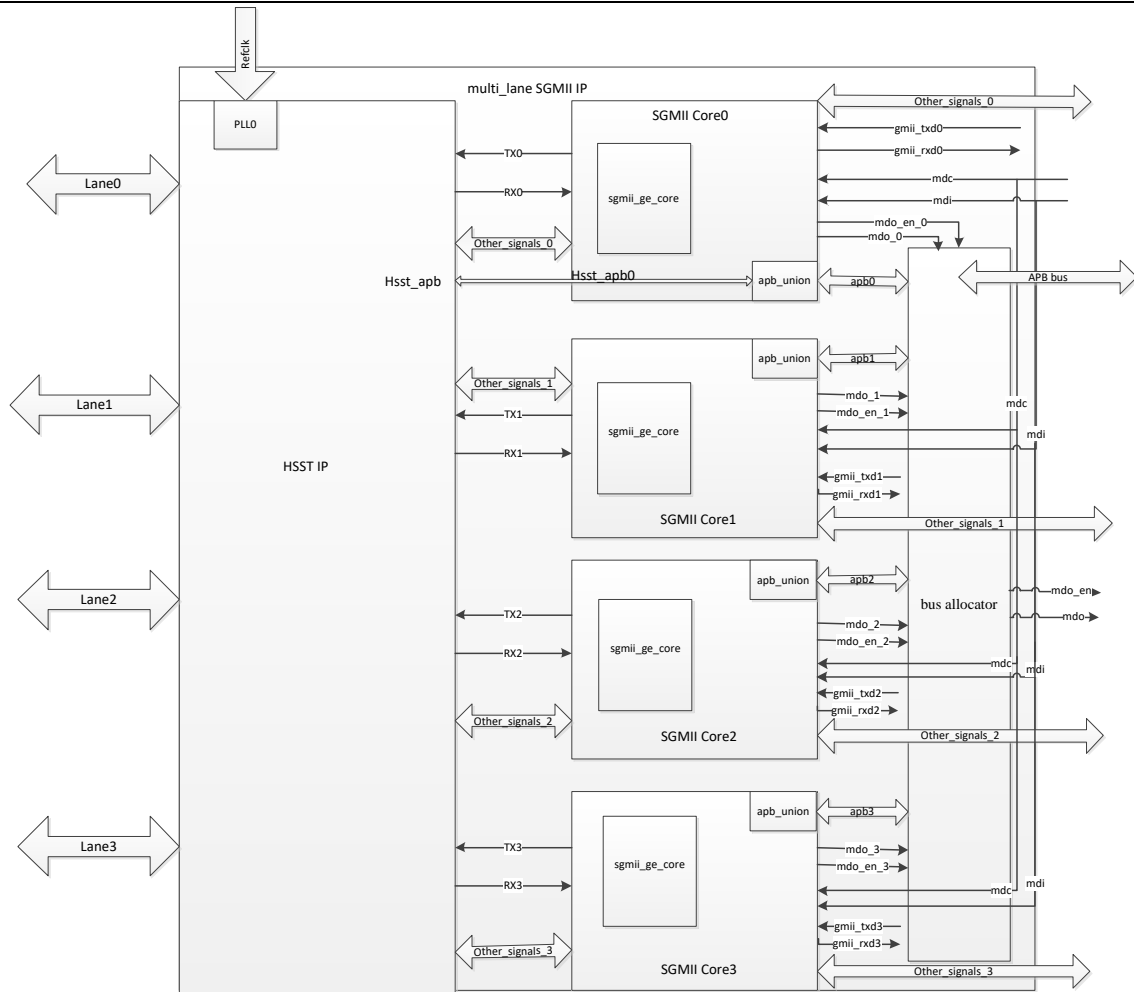 Refclk
multi_lane SGMII IP
PLL0
SGMII Core0
Other_signals_0
gmii_txd0
TX0
gmii_rxd0
Lane0
mdc
RX0
sgmii_ge_core
mdi
mdo_en_0
mdo_0
Other_signals_0
Hsst_apb
Hsst_apb0
apb_union
apb0
APB bus
apb_union
apb1
Other_signals_1
mdo_1
Lane1
mdc
TX1
mdo_en_1
sgmii_ge_core
mdi
RX1
HSST IP
gmii_txd1
gmii_rxd1
SGMII Core1
Other_signals_1
apb_union
apb2
mdo_en
Lane2
bus allocator
TX2
mdo
mdo_2
mdo_en_2
sgmii_ge_core
RX2
mdc
mdi
gmii_txd2
gmii_rxd2
Other_signals_2
SGMII Core2
Other_signals_2
apb_union
apb3
Lane3
TX3
mdo_3
sgmii_ge_core
mdo_en_3
RX3
mdc
mdi
gmii_txd3
gmii_rxd3
Other_signals_3
SGMII Core3
Other_signals_3